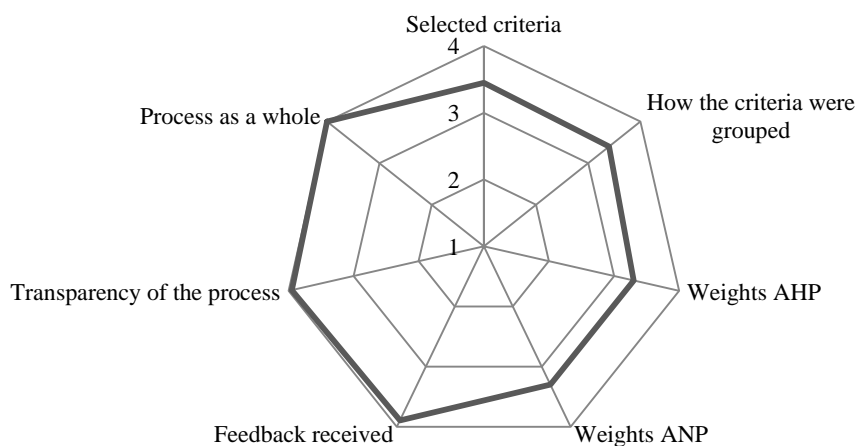 Selected criteria
4
How the criteria were
grouped
Process as a whole
3
2
1
Transparency of the process
Weights AHP
Feedback received
Weights ANP